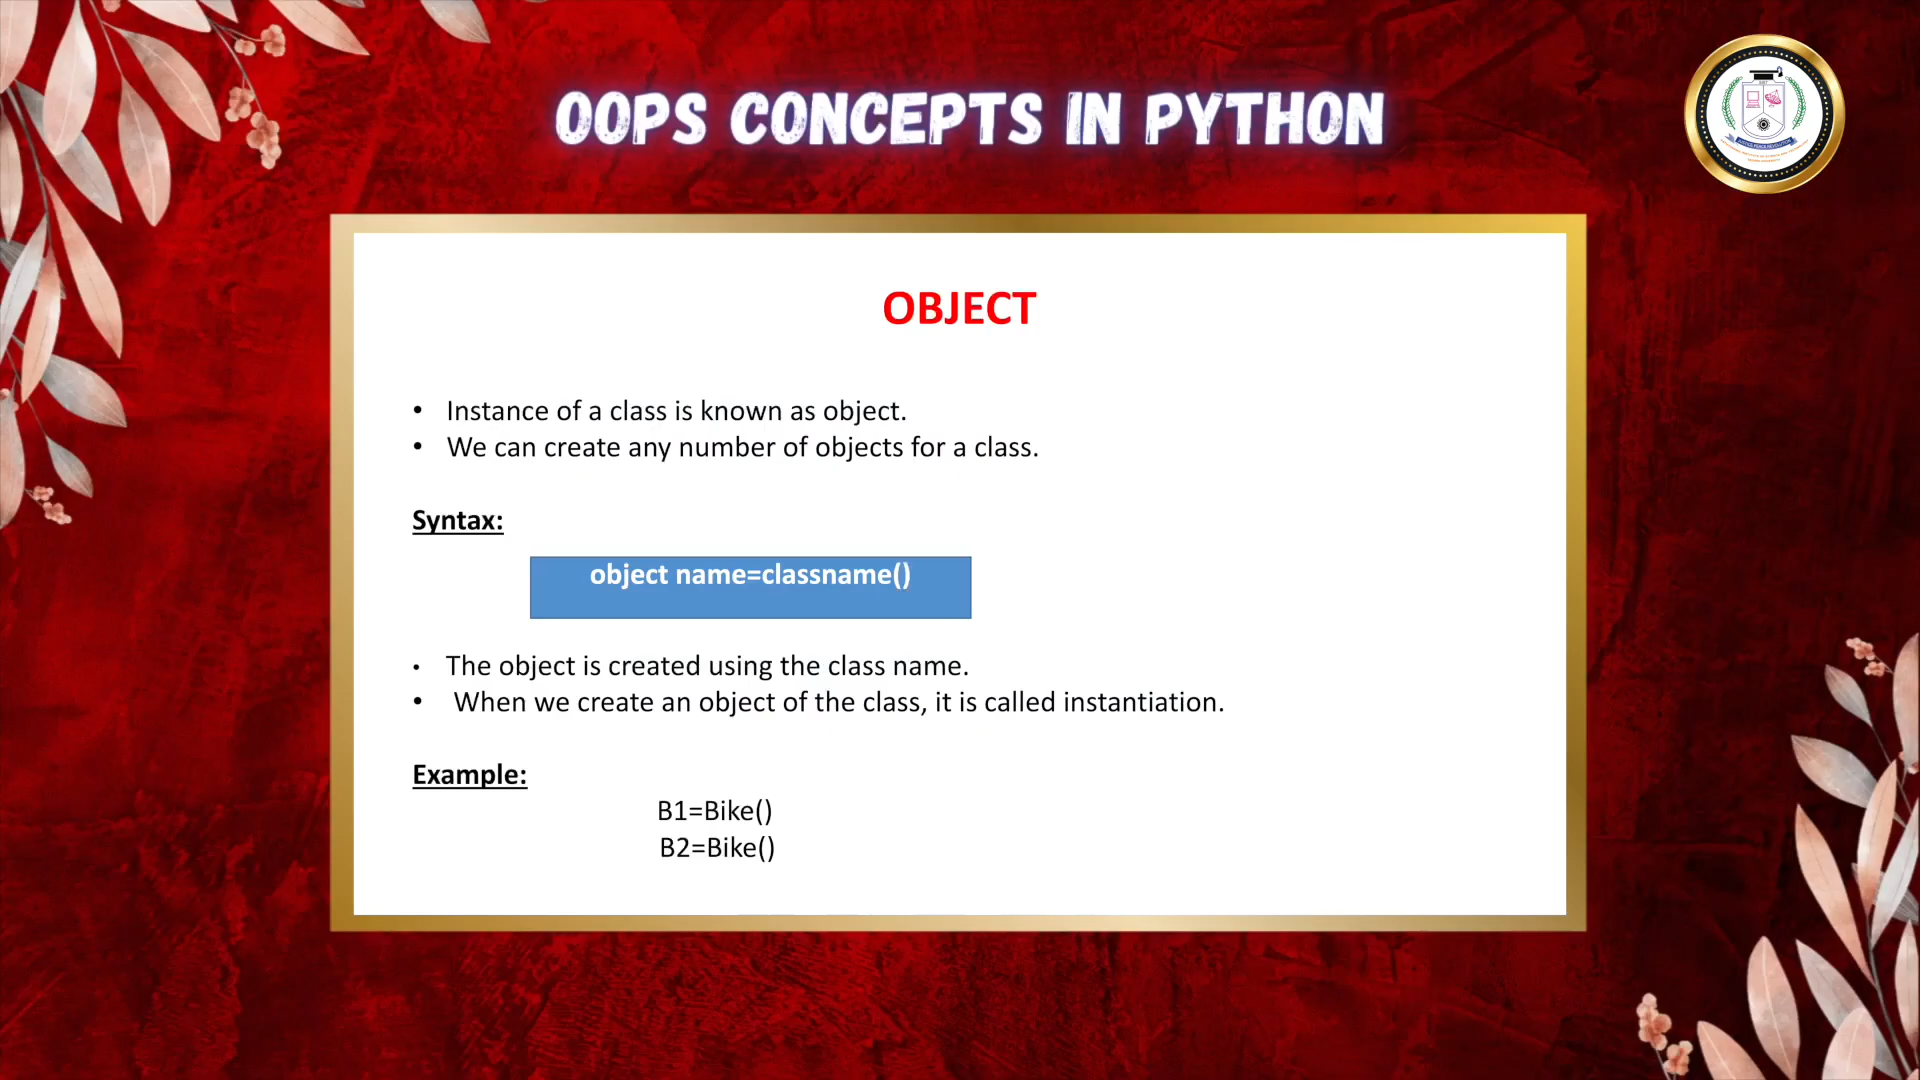 OOPS CONCEPTS IN PYTHON
OBJECT
• Instance of a class is known as object.
• We can create any number of objects for a class.
Syntax:
object name=classname()
• The object is created using the class name.
• When we create an object of the class, it is called instantiation.
Example:
B1=Bike()
B2=Bike()